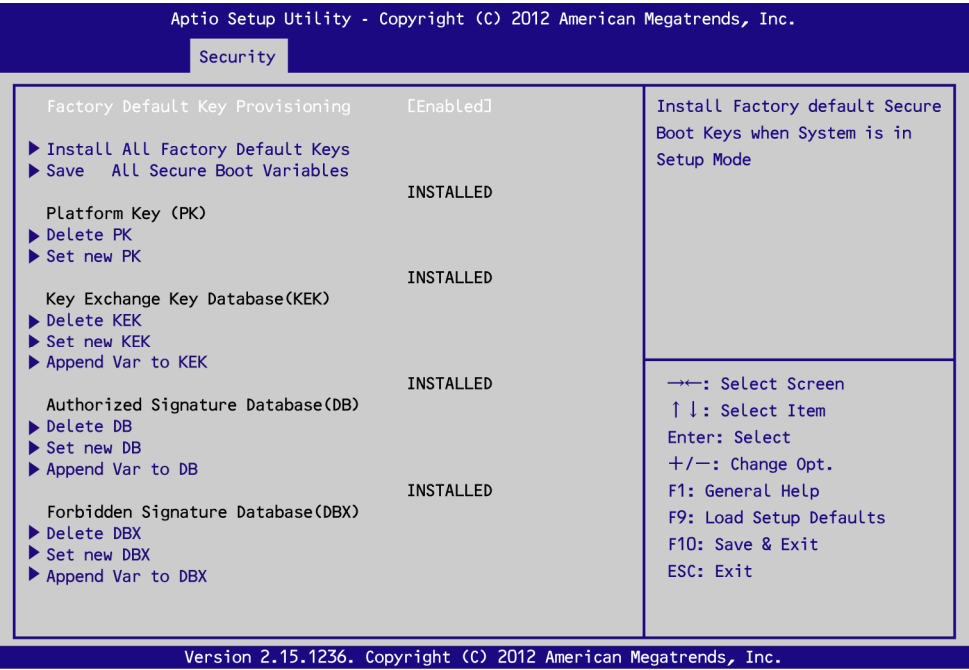 Aptio Setup Utility - Copyright (C) 2012 American Megatrends, Inc.
Security
Factory Default Key Provisioning [Enabled]
Install All Factory Default Keys
Save All Secure Boot Variables
INSTALLED
Platform Key (PK)
Delete PK
Set new PK
INSTALLED
Key Exchange Key Database(KEK)
Delete KEK
Set new KEK
Append Var to KEK
INSTALLED
Authorized Signature Database(DB)
Delete DB
Set new DB
Append Var to DB
INSTALLED
Forbidden Signature Database(DBX)
Delete DBX
Set new DBX
Append Var to DBX
Install Factory default Secure
Boot Keys when System is in
Setup Mode
→←: Select Screen
↑↓: Select Item
Enter: Select
+/-: Change Opt.
F1: General Help
F9: Load Setup Defaults
F10: Save & Exit
ESC: Exit
Version 2.15.1236. Copyright (C) 2012 American Megatrends, Inc.